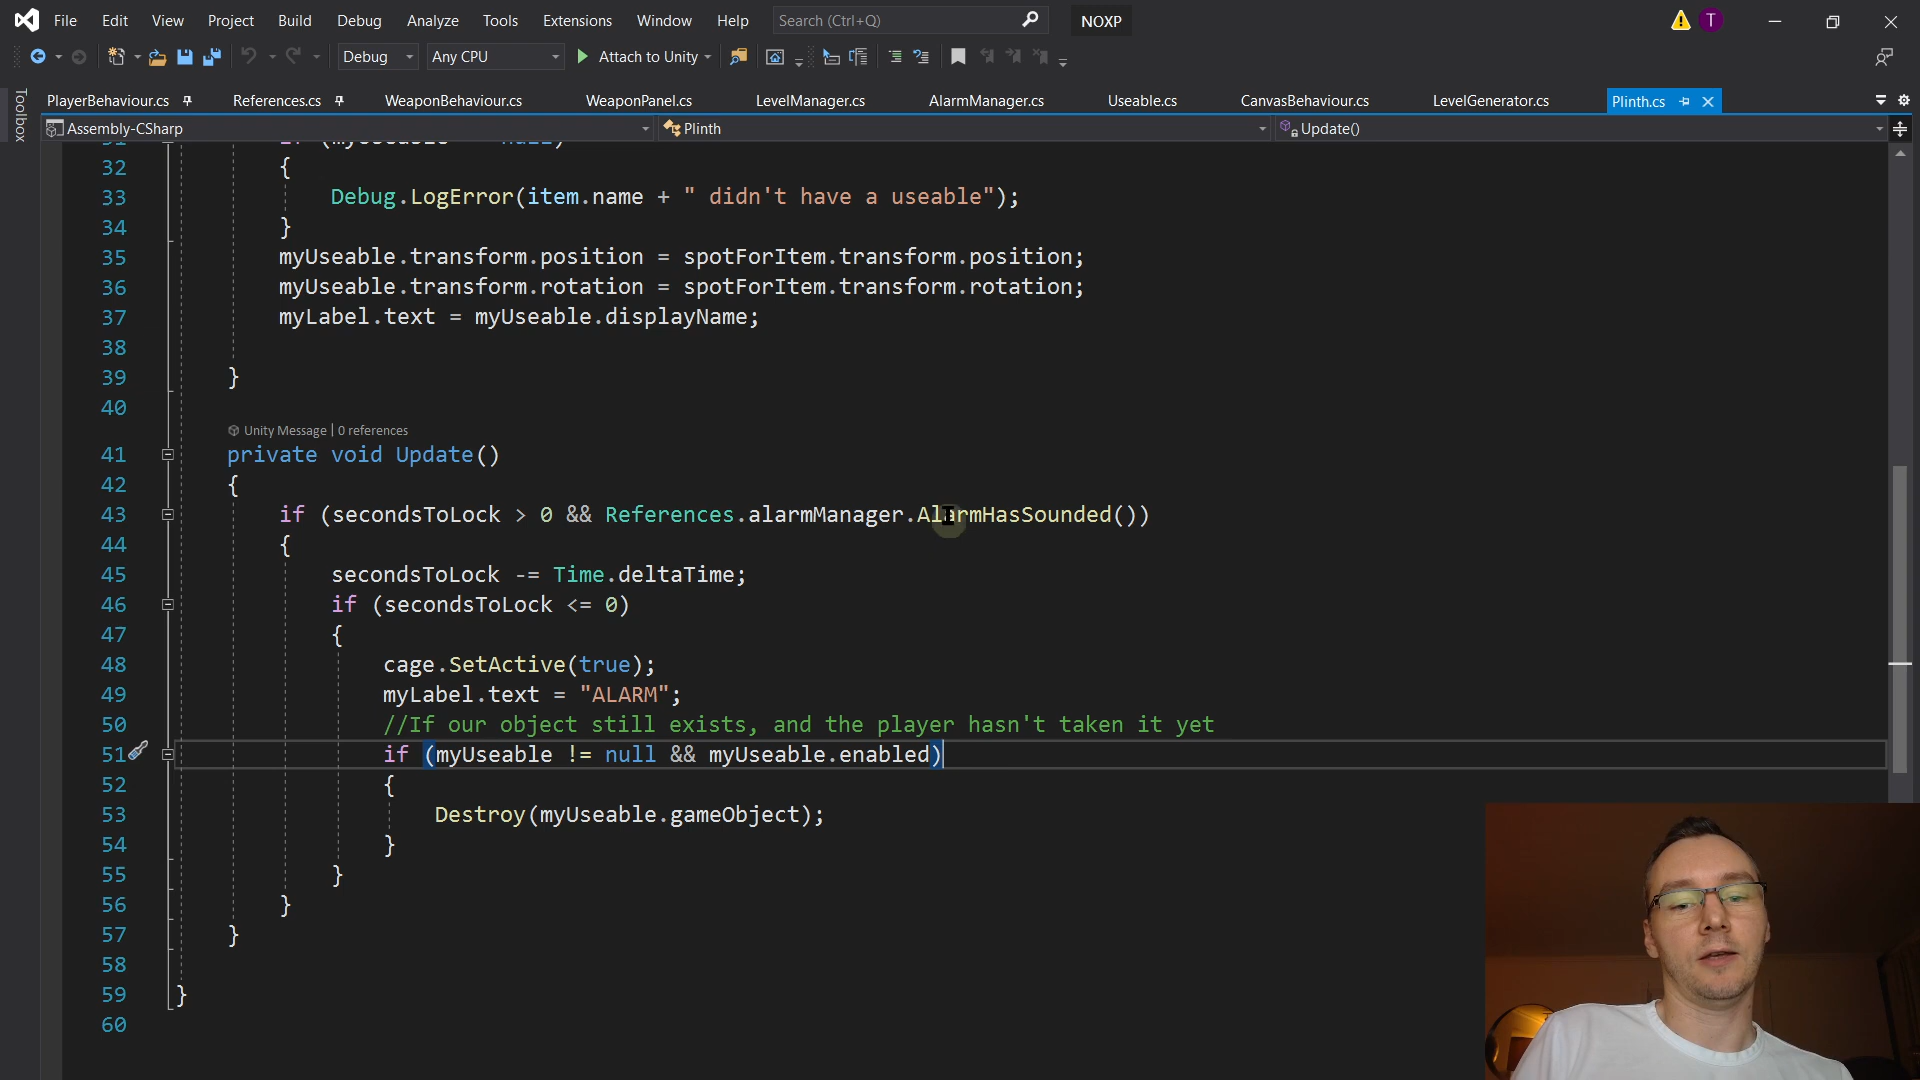 File Edit View Project Build Debug Analyze Tools Extensions Window Help Search (Ctrl+Q) NOXP T
Debug Any CPU Attach to Unity
Toolbox
PlayerBehaviour.cs References.cs WeaponBehaviour.cs WeaponPanel.cs LevelManager.cs AlarmManager.cs Useable.cs CanvasBehaviour.cs LevelGenerator.cs Plinth.cs
Assembly-CSharp Plinth Update()
32 {
33 Debug.LogError(item.name + " didn't have a useable");
34 }
35 myUseable.transform.position = spotForItem.transform.position;
36 myUseable.transform.rotation = spotForItem.transform.rotation;
37 myLabel.text = myUseable.displayName;
38
39 }
40
Unity Message | 0 references
41 private void Update()
42 {
43 if (secondsToLock > 0 && References.alarmManager.AlarmHasSounded())
44 {
45 secondsToLock -= Time.deltaTime;
46 if (secondsToLock <= 0)
47 {
48 cage.SetActive(true);
49 myLabel.text = "ALARM";
50 //If our object still exists, and the player hasn't taken it yet
51 if (myUseable != null && myUseable.enabled)
52 {
53 Destroy(myUseable.gameObject);
54 }
55 }
56 }
57 }
58
59 }
60